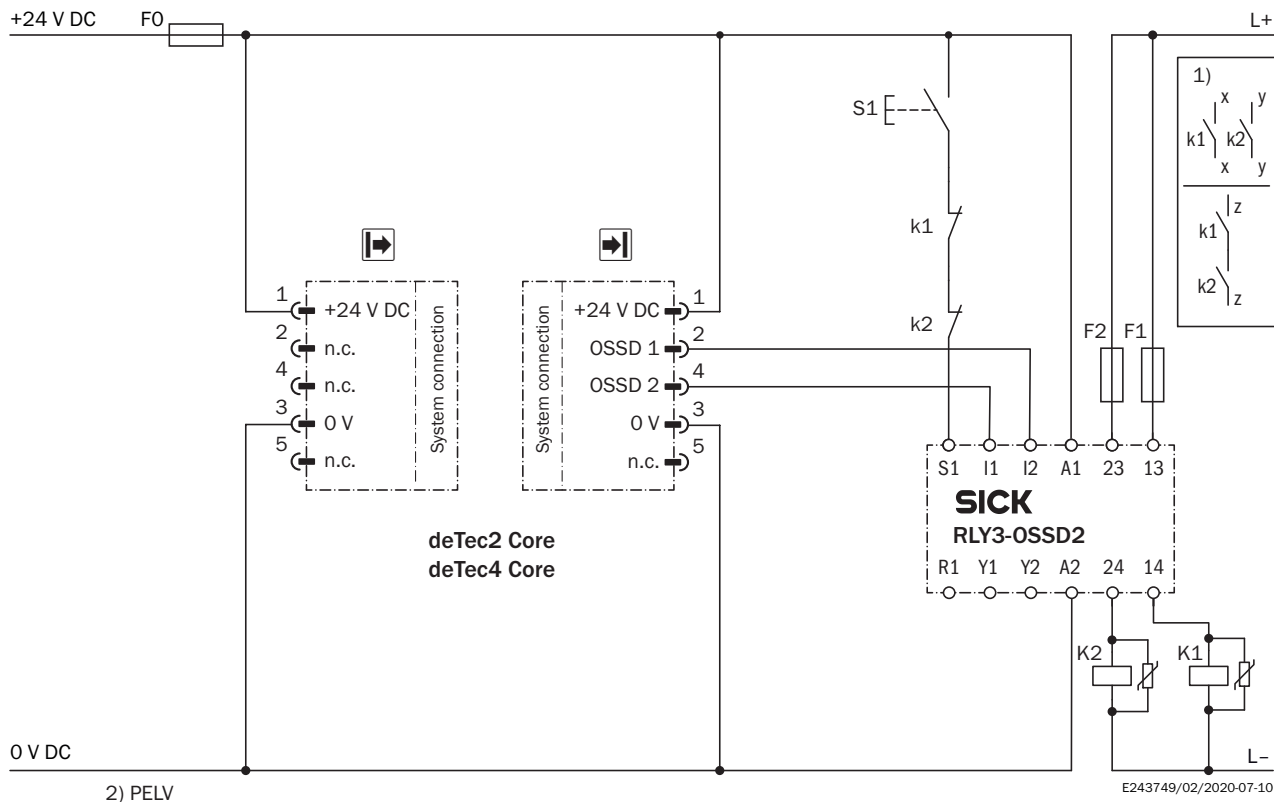 +24 V DC
F0
L+
1)
x
y
k1
k2
x
y
z
k1
k2
z
S1
k1
k2
F2
F1
1
+24 V DC
2
n.c.
4
n.c.
3
0 V
5
n.c.
System connection
System connection
+24 V DC
1
OSSD 1
2
OSSD 2
4
0 V
3
n.c.
5
deTec2 Core
deTec4 Core
S1 I1 I2 A1 23 13
SICK
RLY3-OSSD2
R1 Y1 Y2 A2 24 14
K2
K1
0 V DC
L–
2) PELV
E243749/02/2020-07-10